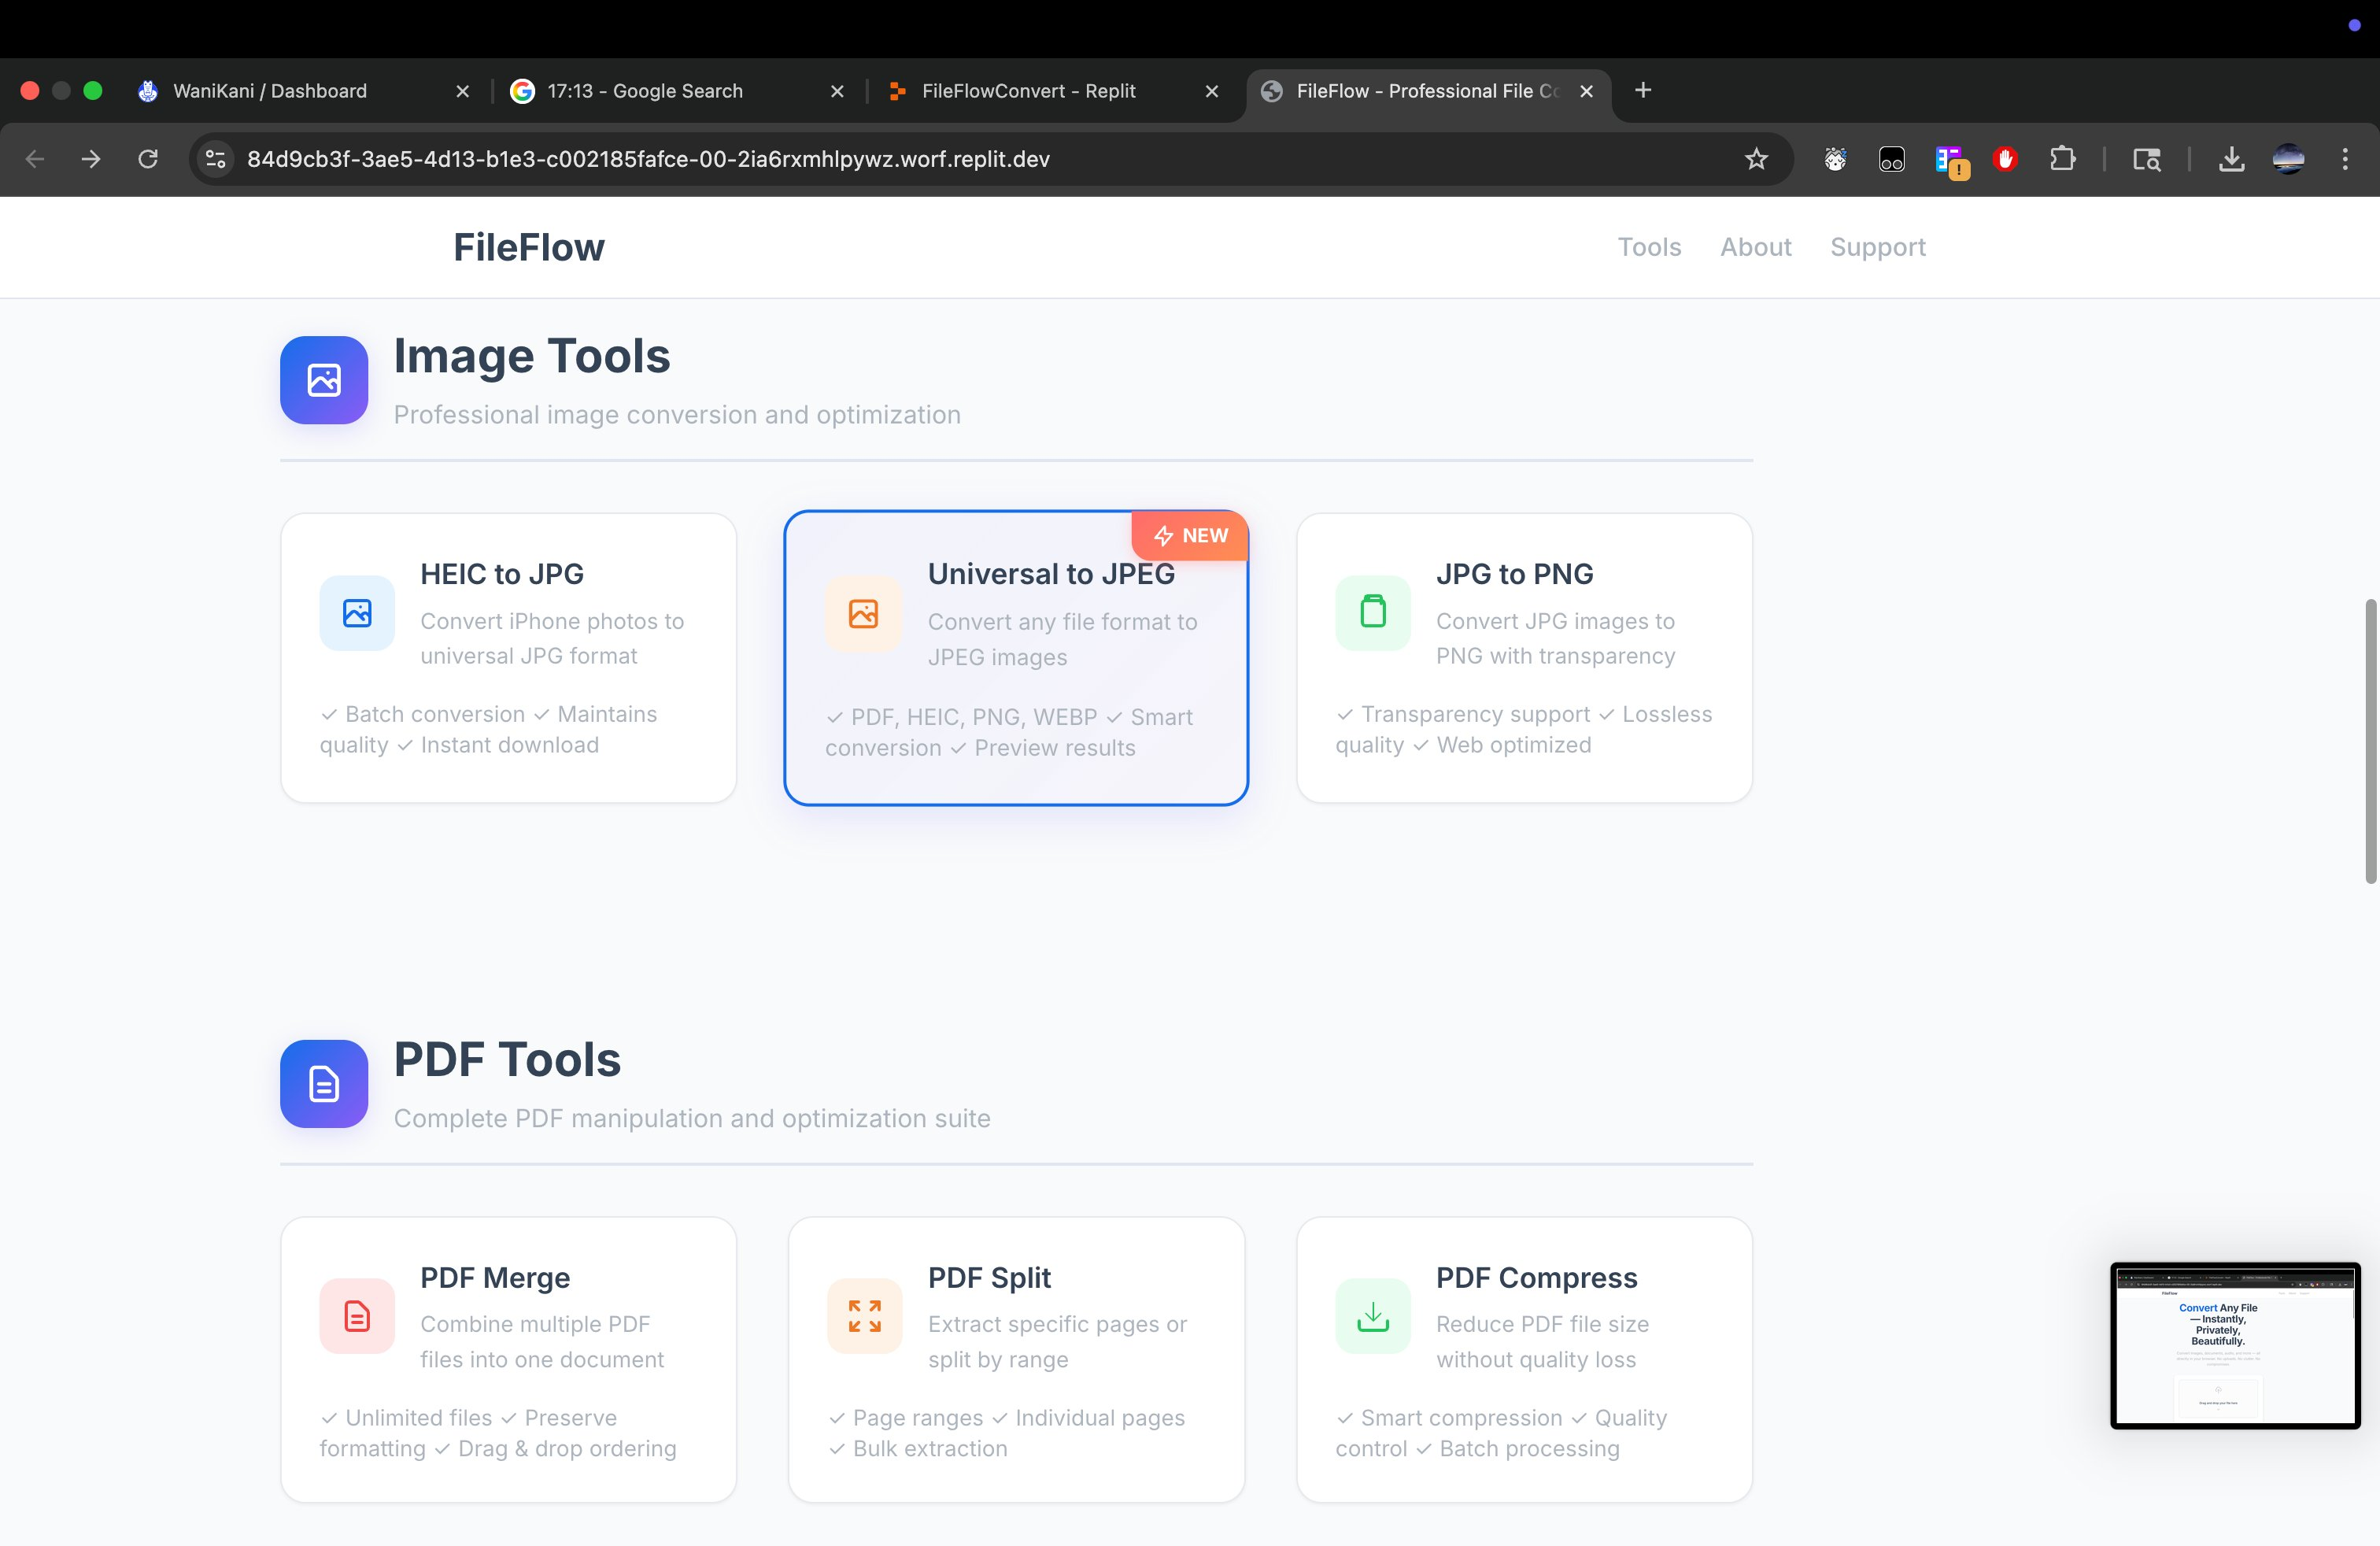 WaniKani / Dashboard
17:13 - Google Search
FileFlowConvert - Replit
FileFlow - Professional File Co
84d9cb3f-3ae5-4d13-b1e3-c002185fafce-00-2ia6rxmhlpywz.worf.replit.dev
FileFlow
Tools
About
Support
Image Tools
Professional image conversion and optimization
HEIC to JPG
Convert iPhone photos to
universal JPG format
✓ Batch conversion ✓ Maintains
quality ✓ Instant download
NEW
Universal to JPEG
Convert any file format to
JPEG images
✓ PDF, HEIC, PNG, WEBP ✓ Smart
conversion ✓ Preview results
JPG to PNG
Convert JPG images to
PNG with transparency
✓ Transparency support ✓ Lossless
quality ✓ Web optimized
PDF Tools
Complete PDF manipulation and optimization suite
PDF Merge
Combine multiple PDF
files into one document
✓ Unlimited files ✓ Preserve
formatting ✓ Drag & drop ordering
PDF Split
Extract specific pages or
split by range
✓ Page ranges ✓ Individual pages
✓ Bulk extraction
PDF Compress
Reduce PDF file size
without quality loss
✓ Smart compression ✓ Quality
control ✓ Batch processing
FileFlow
Convert Any File
— Instantly,
Privately,
Beautifully.